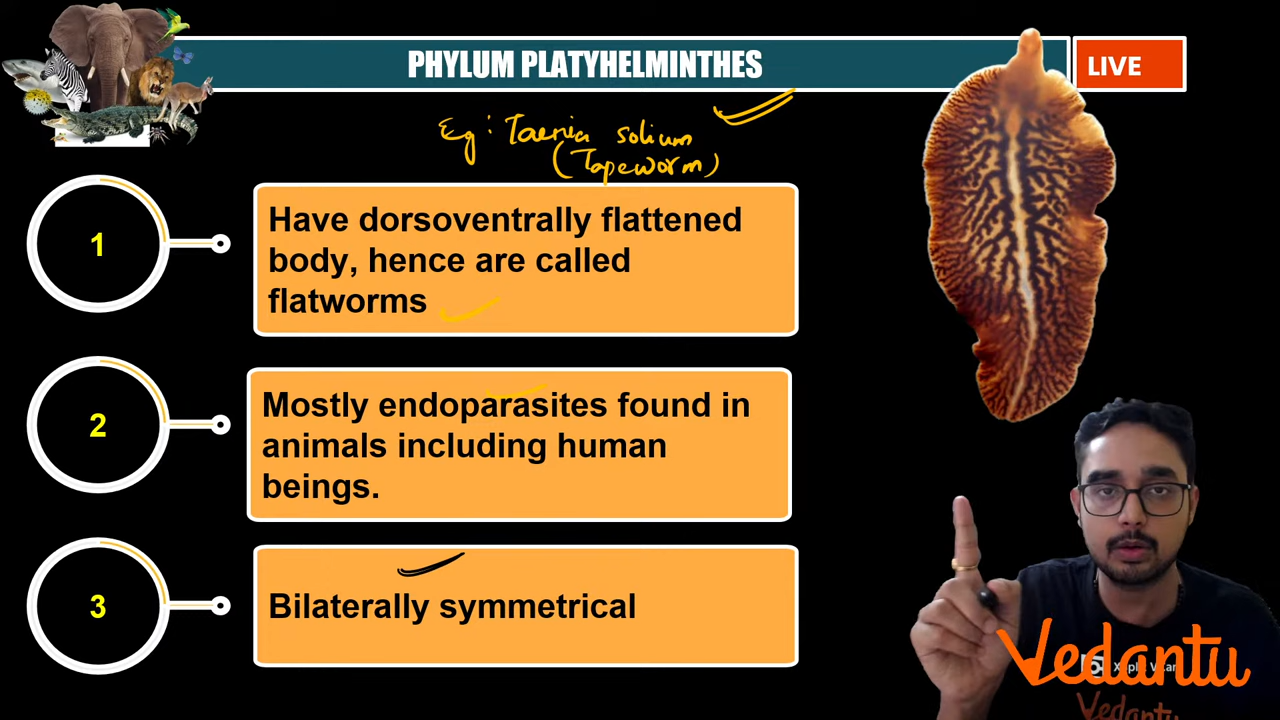 PHYLUM PLATYHELMINTHES
LIVE
Eg: Taenia solium
(Tapeworm)
1
Have dorsoventrally flattened
body, hence are called
flatworms
2
Mostly endoparasites found in
animals including human
beings.
3
Bilaterally symmetrical
Vedantu
Vedantu